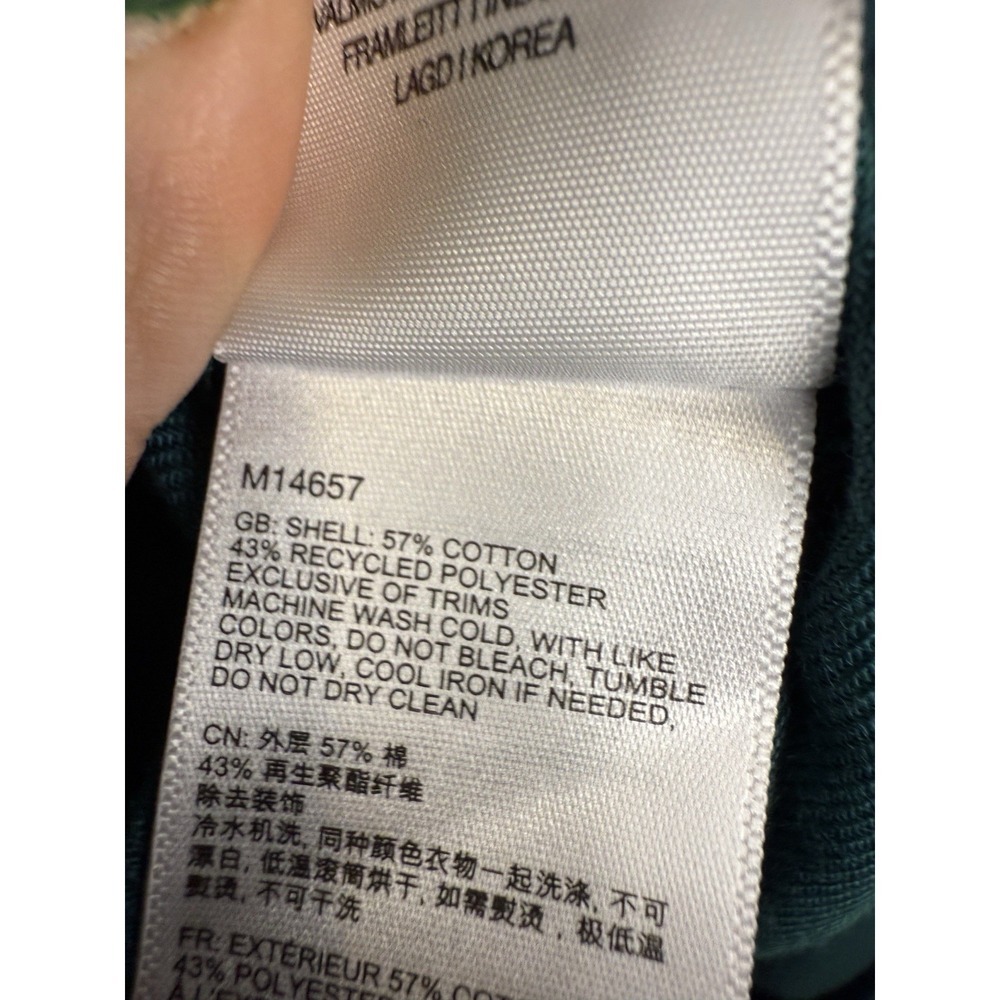 FRAMLEITT
LAGD I KOREA
M14657
GB: SHELL: 57% COTTON
43% RECYCLED POLYESTER
EXCLUSIVE OF TRIMS
MACHINE WASH COLD, WITH LIKE
COLORS, DO NOT BLEACH, TUMBLE
DRY LOW, COOL IRON IF NEEDED,
DO NOT DRY CLEAN
CN: 外层 57% 棉
43% 再生聚酯纤维
除去装饰
冷水机洗, 同种颜色衣物一起洗涤, 不可
漂白, 低温滚筒烘干, 如需熨烫, 极低温
熨烫, 不可干洗
FR: EXTÉRIEUR 57%
43%